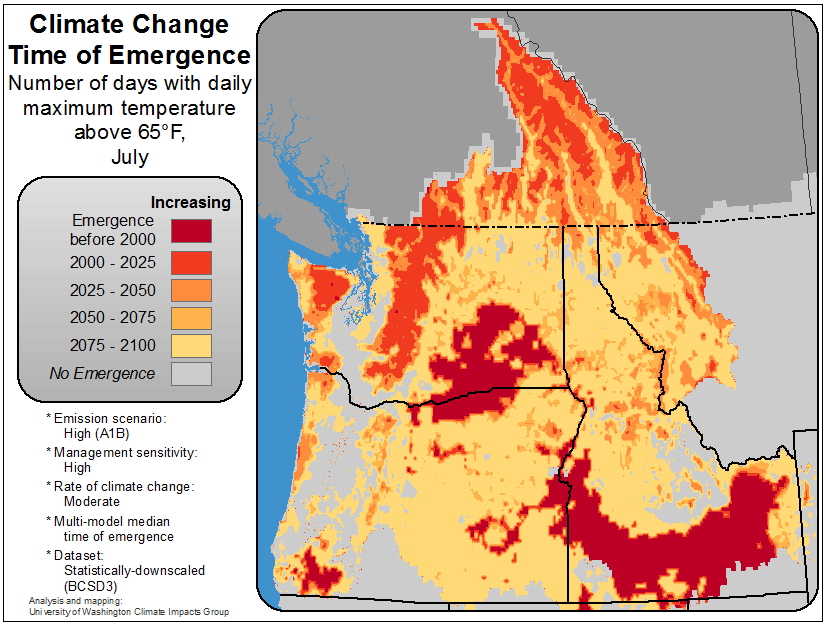 Climate Change
Time of Emergence
Number of days with daily
maximum temperature
above 65°F,
July
Increasing
Emergence
before 2000
2000 - 2025
2025 - 2050
2050 - 2075
2075 - 2100
No Emergence
* Emission scenario:
High (A1B)
* Management sensitivity:
High
* Rate of climate change:
Moderate
* Multi-model median
time of emergence
* Dataset:
Statistically-downscaled
(BCSD3)
Analysis and mapping:
University of Washington Climate Impacts Group